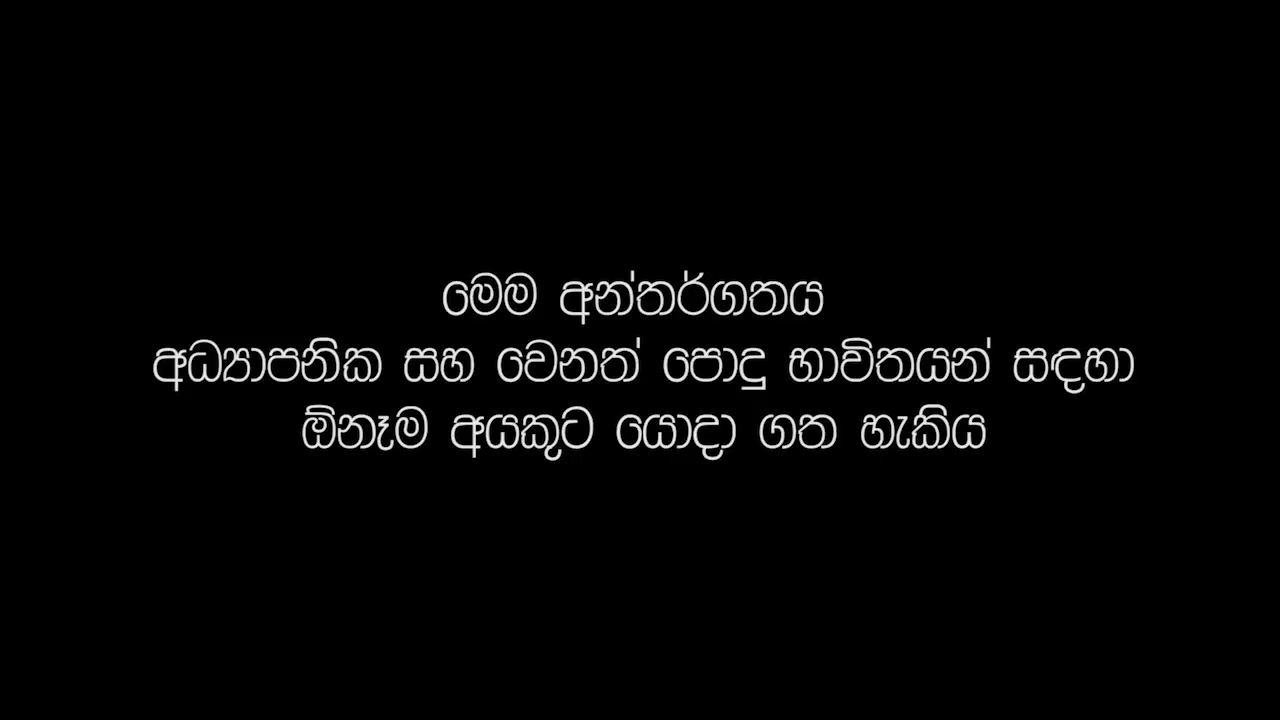 මෙම අන්තර්ගතය
අධ්‍යාපනික සහ වෙනත් පොදු භාවිතයන් සඳහා
ඕනෑම අයකුට යොදා ගත හැකිය